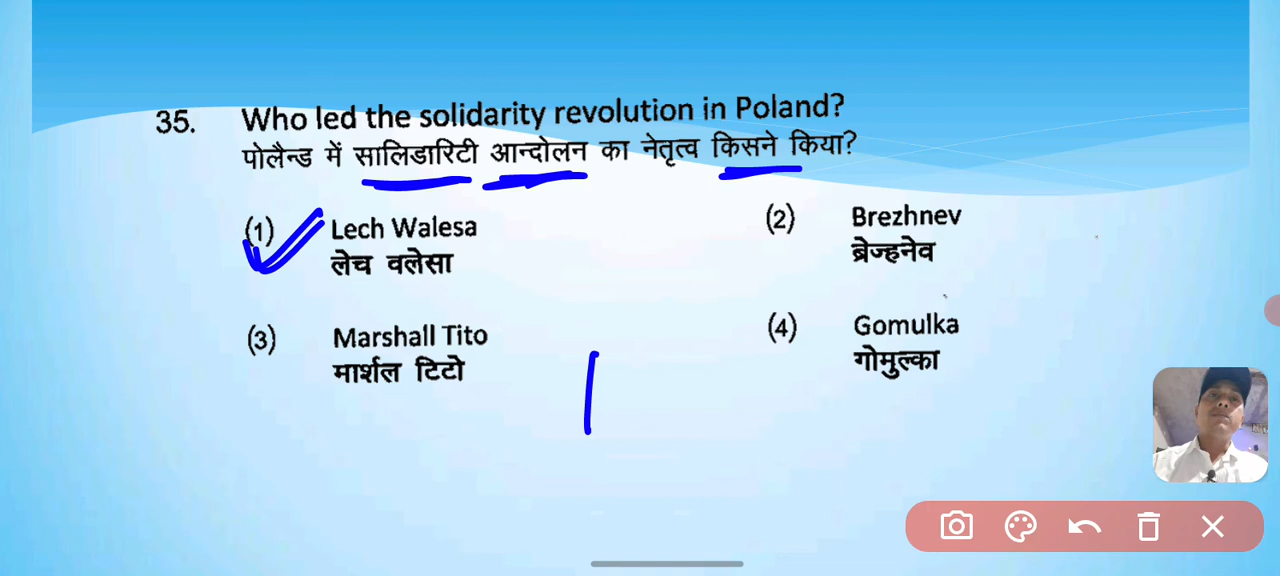 35. Who led the solidarity revolution in Poland?
पोलैन्ड में सालिडारिटी आन्दोलन का नेतृत्व किसने किया?
(1) Lech Walesa
लेच वलेसा
(2) Brezhnev
ब्रेज्हनेव
(3) Marshall Tito
मार्शल टिटो
(4) Gomulka
गोमुल्का